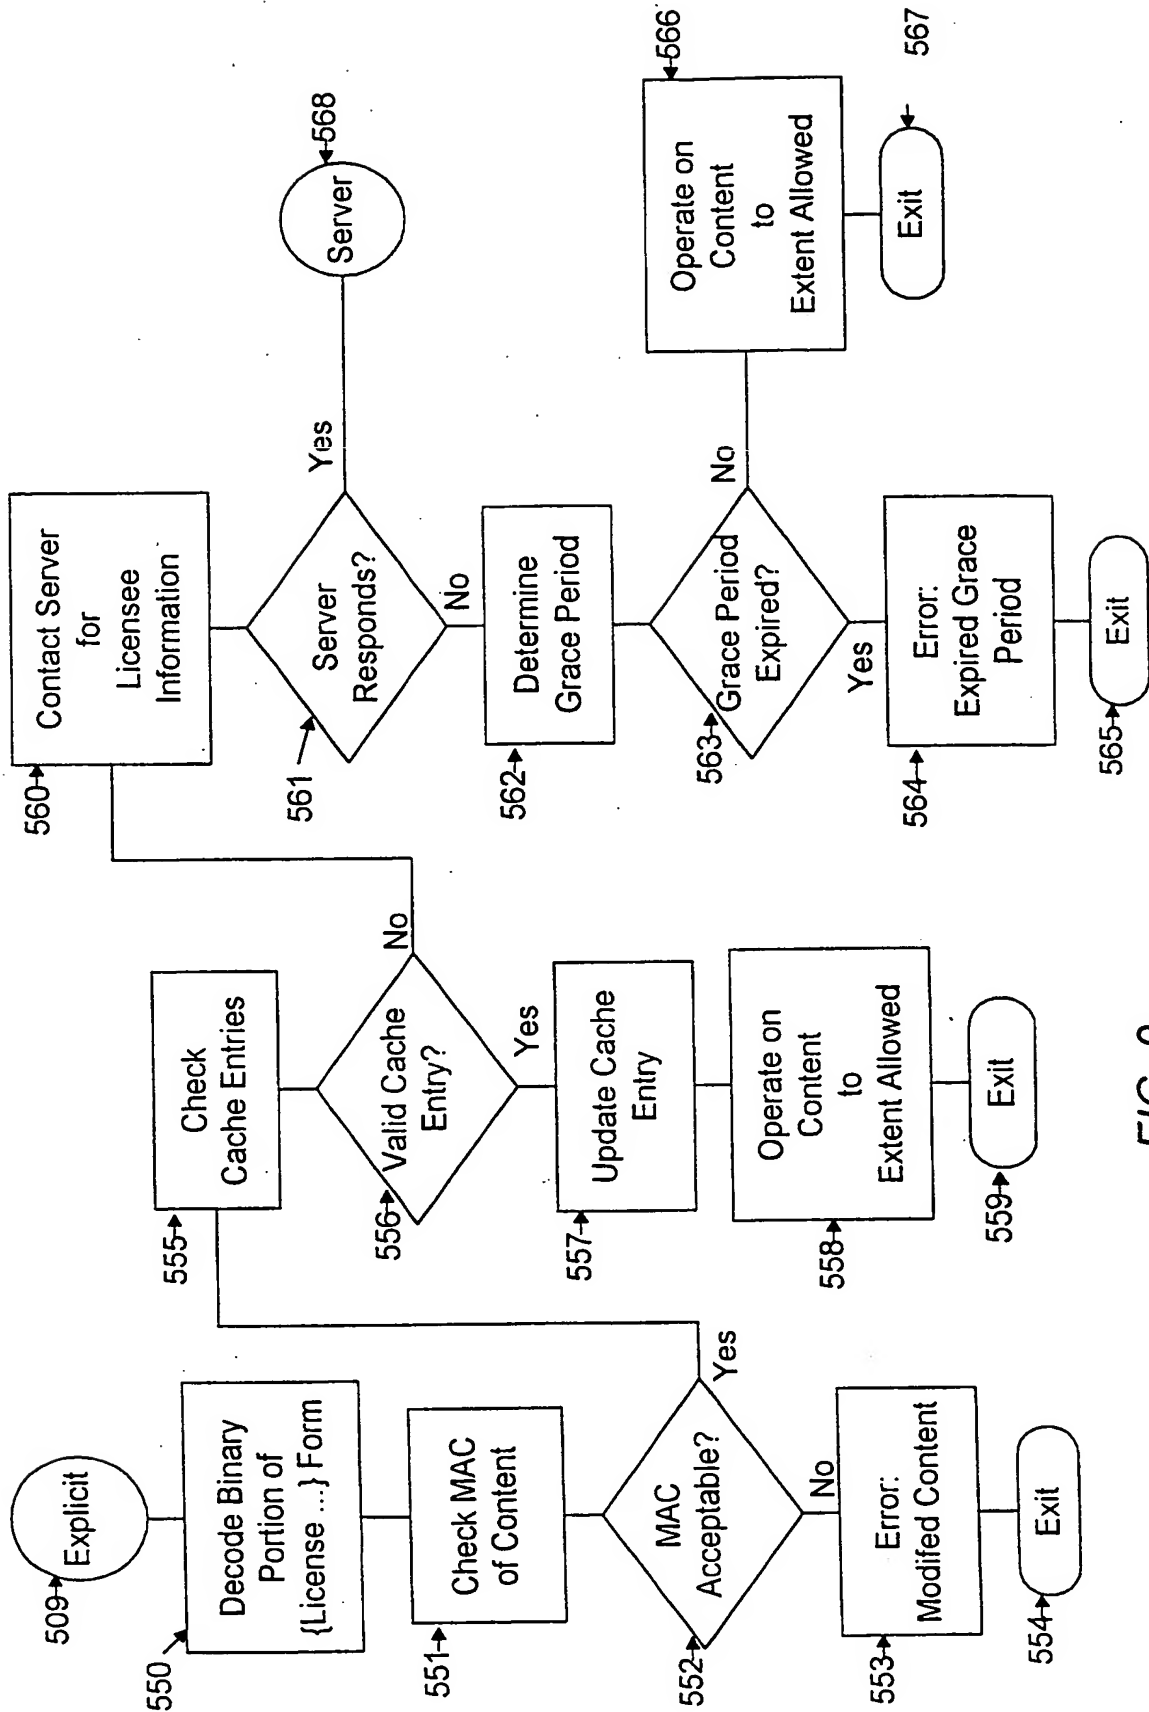 509
Explicit
550
Decode Binary
Portion of
{License ...} Form
551
Check MAC
of Content
552
MAC
Acceptable?
Yes
No
553
Error:
Modifed Content
554
Exit
555
Check
Cache Entries
556
Valid Cache
Entry?
No
Yes
557
Update Cache
Entry
558
Operate on
Content
to
Extent Allowed
559
Exit
560
Contact Server
for
Licensee
Information
561
Server
Responds?
Yes
568
Server
No
562
Determine
Grace Period
563
Grace Period
Expired?
No
566
Operate on
Content
to
Extent Allowed
567
Exit
Yes
564
Error:
Expired Grace
Period
565
Exit
FIG.